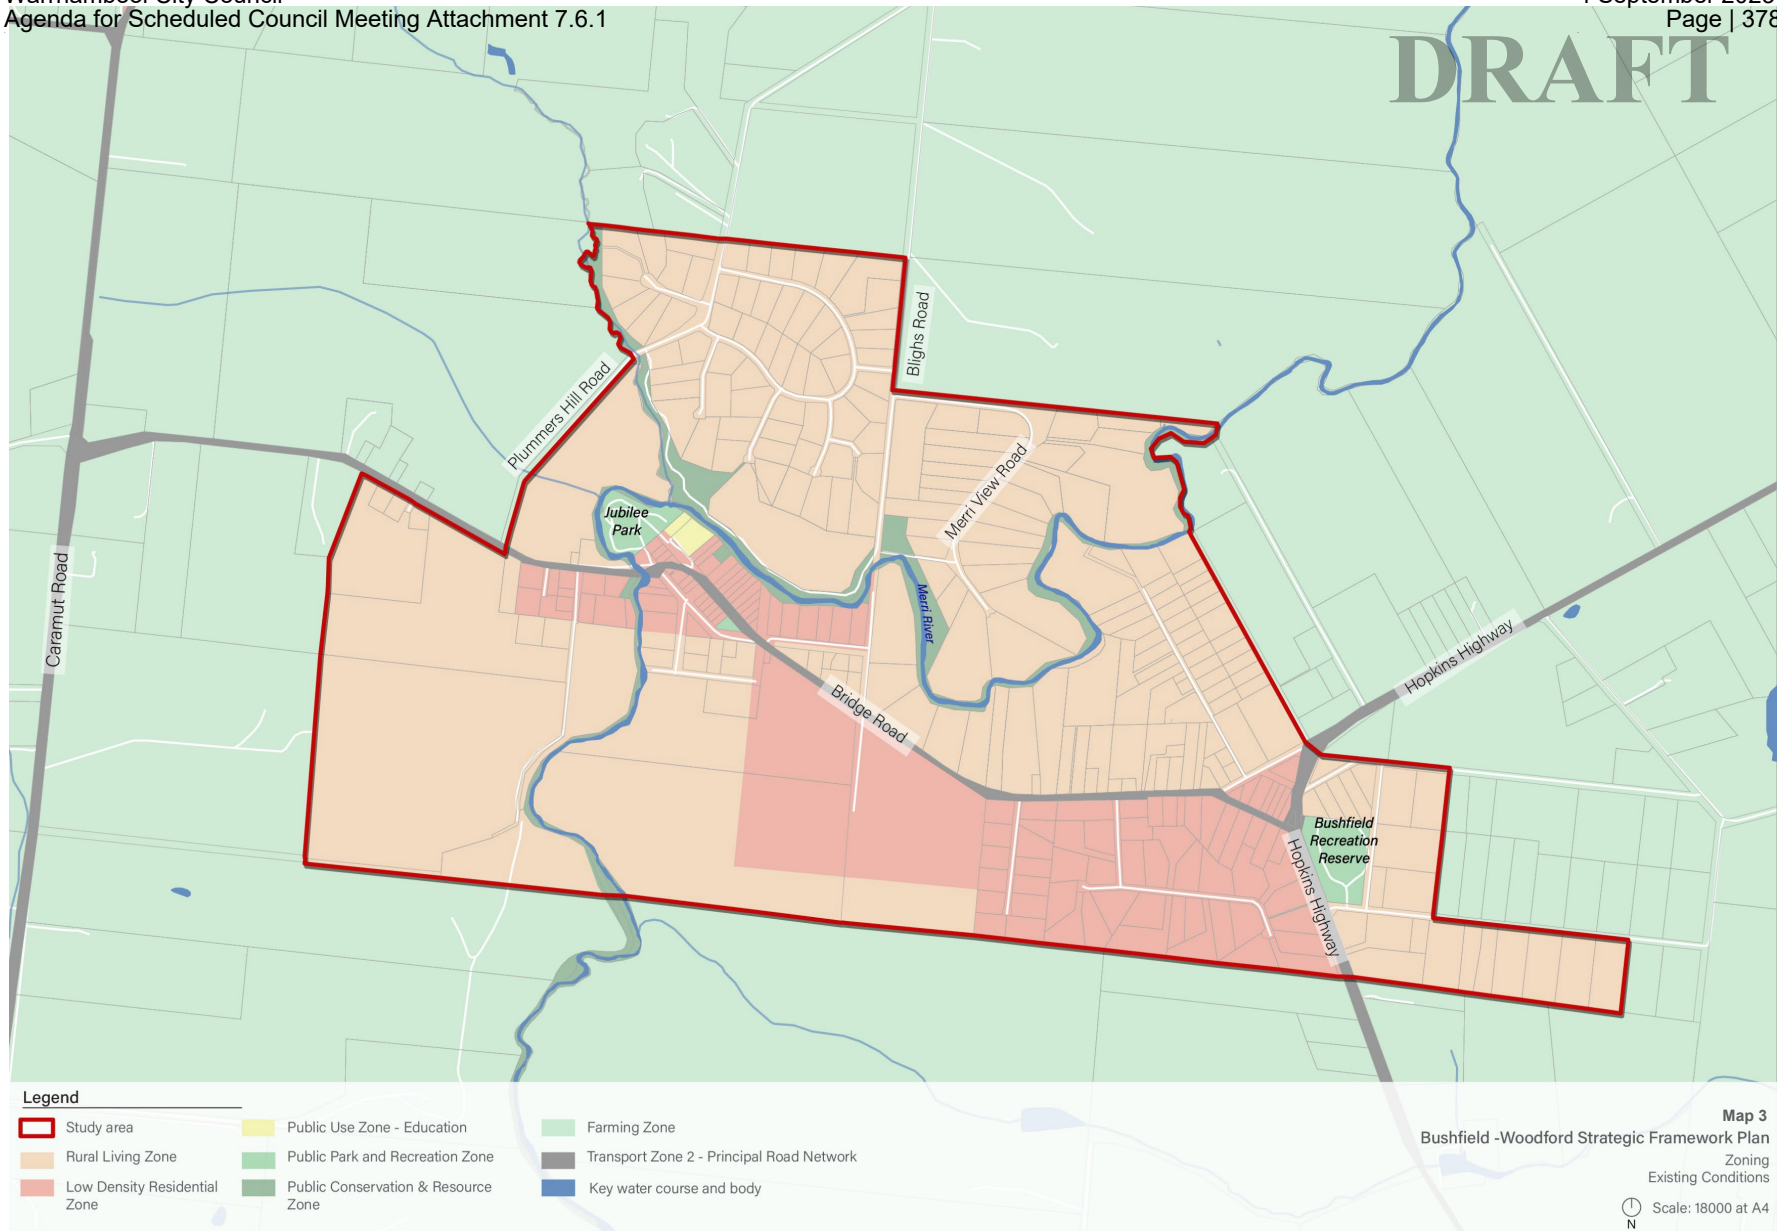 Agenda for Scheduled Council Meeting Attachment 7.6.1
Page | 378
DRAFT
Blighs Road
Plummers Hill Road
Merri View Road
Jubilee
Park
Caramut Road
Merri River
Hopkins Highway
Bridge Road
Bushfield
Recreation
Reserve
Hopkins Highway
Legend
Study area
Rural Living Zone
Low Density Residential
Zone
Public Use Zone - Education
Public Park and Recreation Zone
Public Conservation & Resource
Zone
Farming Zone
Transport Zone 2 - Principal Road Network
Key water course and body
Map 3
Bushfield -Woodford Strategic Framework Plan
Zoning
Existing Conditions
Scale: 18000 at A4
N